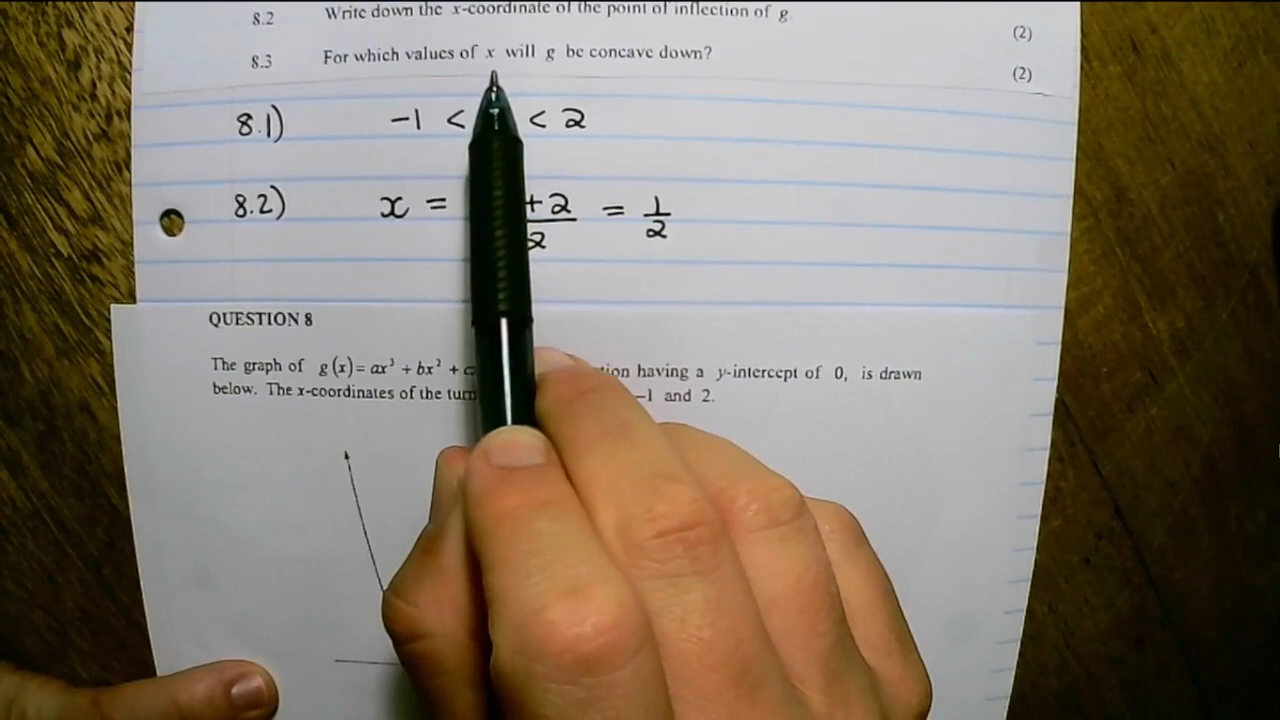 8.2 Write down the x-coordinate of the point of inflection of g.
(2)
8.3 For which values of x will g be concave down?
(2)
8.1) -1 < < 2
8.2) x = +2/2 = 1/2
QUESTION 8
The graph of g(x) = ax³ + bx² + c having a y-intercept of 0, is drawn
below. The x-coordinates of the –1 and 2.